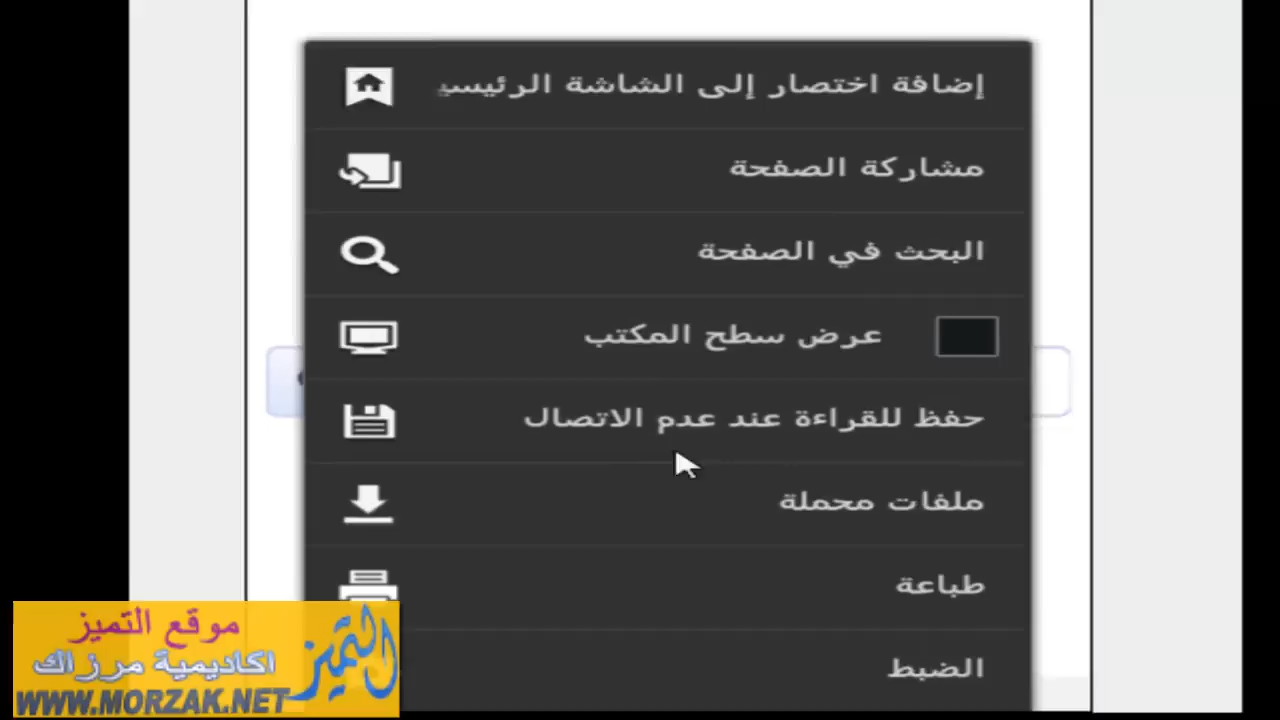 إضافة اختصار إلى الشاشة الرئيسي
مشاركة الصفحة
البحث في الصفحة
عرض سطح المكتب
حفظ للقراءة عند عدم الاتصال
ملفات محملة
طباعة
الضبط
موقع التميز
اكاديمية مرزاك
WWW.MORZAK.NET
التميز